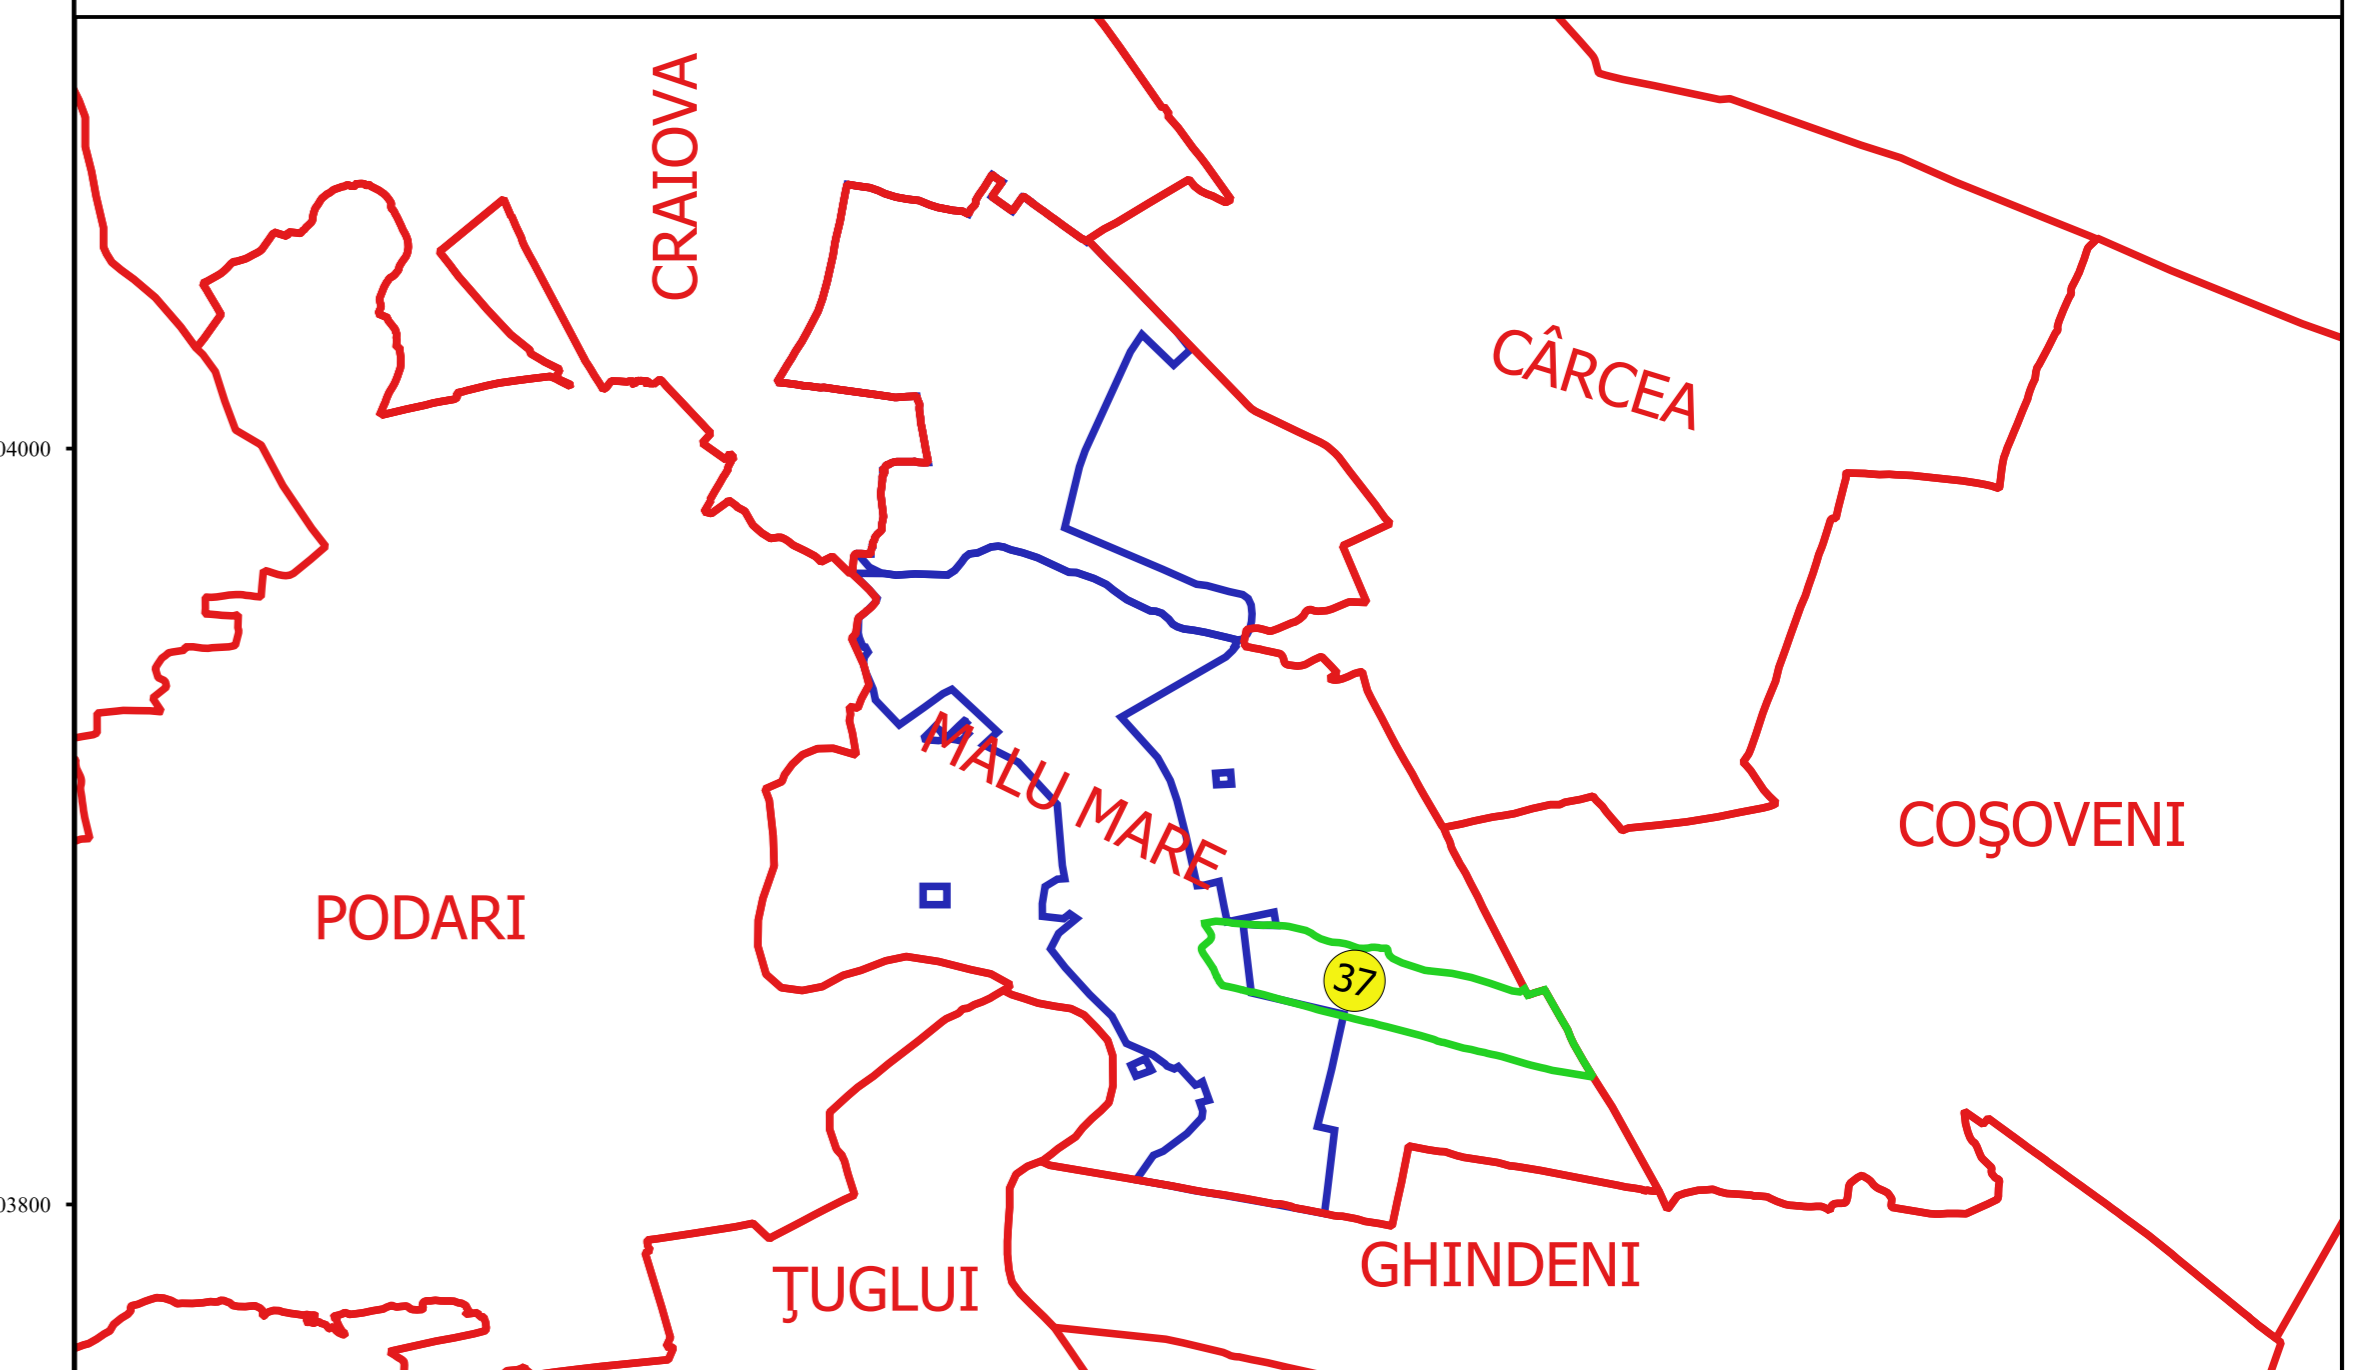 CRAIOVA
CÂRCEA
04000
MALU MARE
COŞOVENI
PODARI
37
03800
GHINDENI
ŢUGLUI